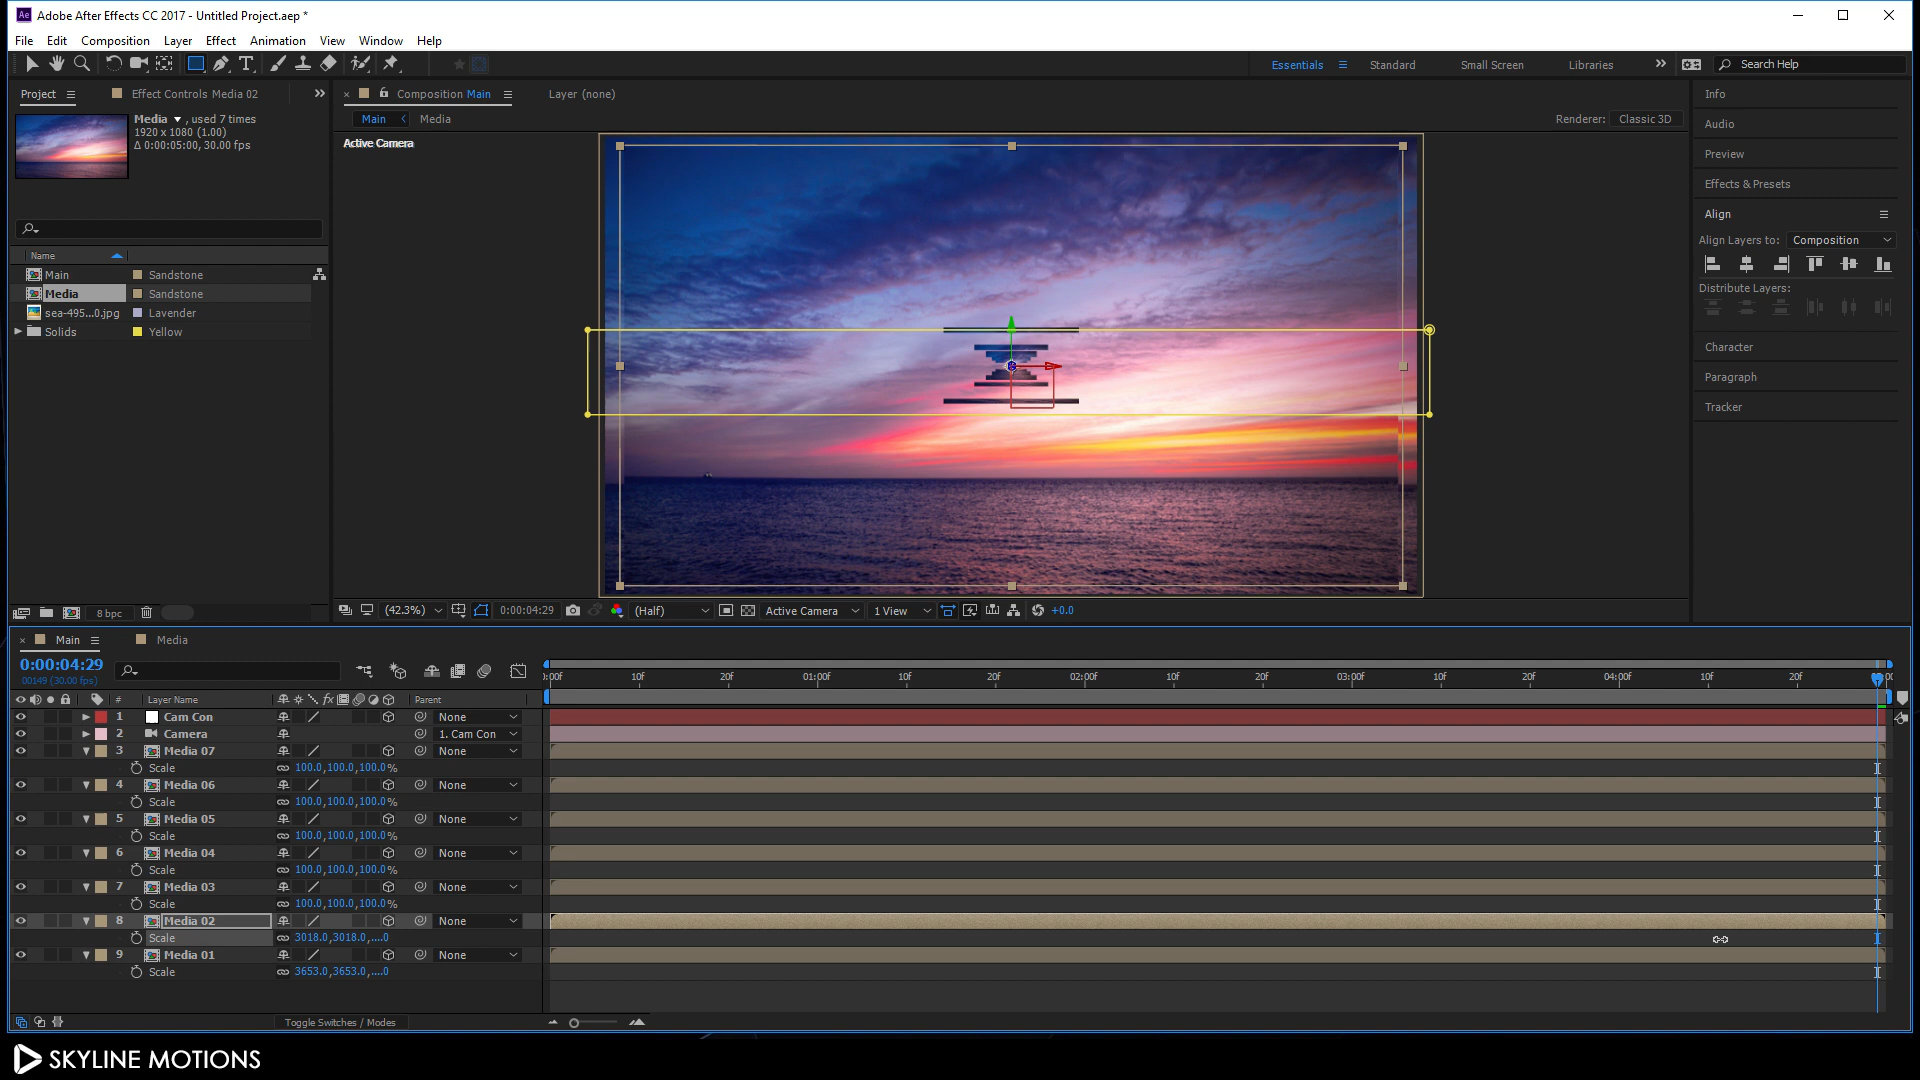 Ae Adobe After Effects CC 2017 - Untitled Project.aep *
File Edit Composition Layer Effect Animation View Window Help
Essentials Standard Small Screen Libraries Search Help
Project Effect Controls Media 02
Media , used 7 times
1920 x 1080 (1.00)
Δ 0:00:05:00, 30.00 fps
Name
Main Sandstone
Media Sandstone
sea-495...0.jpg Lavender
Solids Yellow
8 bpc
Composition Main Layer (none)
Main Media
Renderer: Classic 3D
Active Camera
(42.3%) 0:00:04:29 (Half) Active Camera 1 View +0.0
Info
Audio
Preview
Effects & Presets
Align
Align Layers to: Composition
Distribute Layers:
Character
Paragraph
Tracker
Main Media
0:00:04:29
00149 (30.00 fps)
# Layer Name fx Parent
:00f 10f 20f 01:00f 10f 20f 02:00f 10f 20f 03:00f 10f 20f 04:00f 10f 20f
1 Cam Con None
2 Camera 1. Cam Con
3 Media 07 None
Scale 100.0,100.0,100.0%
4 Media 06 None
Scale 100.0,100.0,100.0%
5 Media 05 None
Scale 100.0,100.0,100.0%
6 Media 04 None
Scale 100.0,100.0,100.0%
7 Media 03 None
Scale 100.0,100.0,100.0%
8 Media 02 None
Scale 3018.0,3018.0,....0
9 Media 01 None
Scale 3653.0,3653.0,....0
Toggle Switches / Modes
SKYLINE MOTIONS